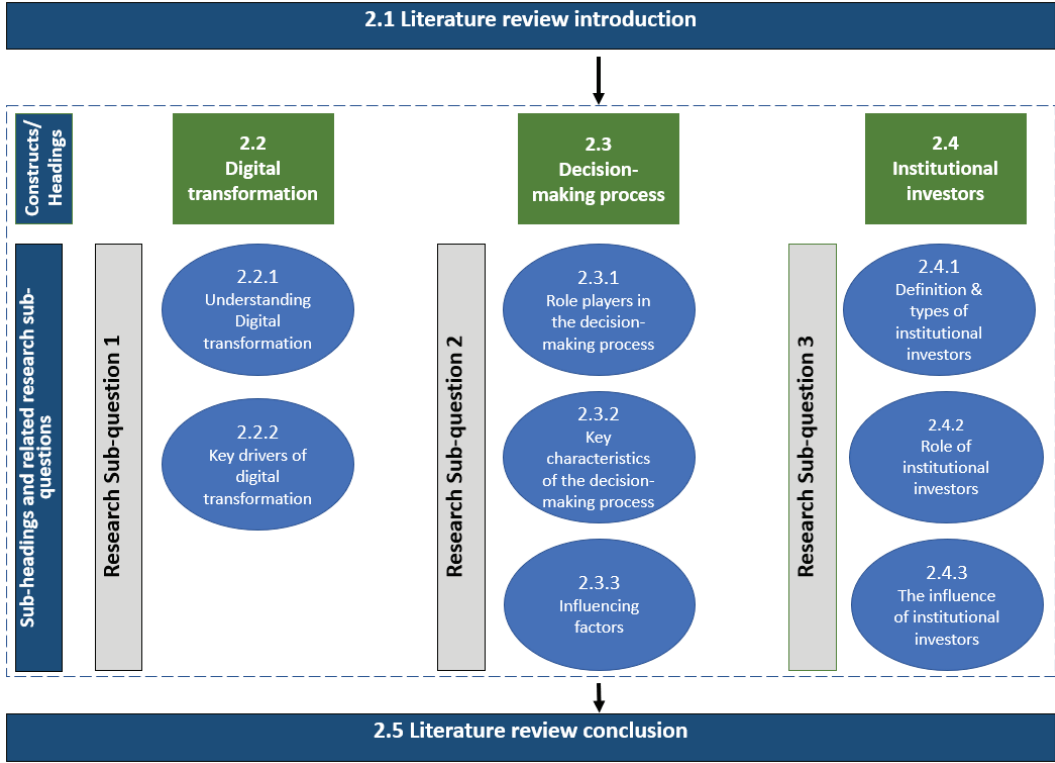 2.1 Literature review introduction
Constructs/
Headings
2.2
Digital
transformation
2.3
Decision-
making process
2.4
Institutional
investors
Sub-headings and related research sub-
questions
Research Sub-question 1
2.2.1
Understanding
Digital
transformation
2.2.2
Key drivers of
digital
transformation
Research Sub-question 2
2.3.1
Role players in
the decision-
making process
2.3.2
Key
characteristics
of the decision-
making process
2.3.3
Influencing
factors
Research Sub-question 3
2.4.1
Definition &
types of
institutional
investors
2.4.2
Role of
institutional
investors
2.4.3
The influence
of institutional
investors
2.5 Literature review conclusion